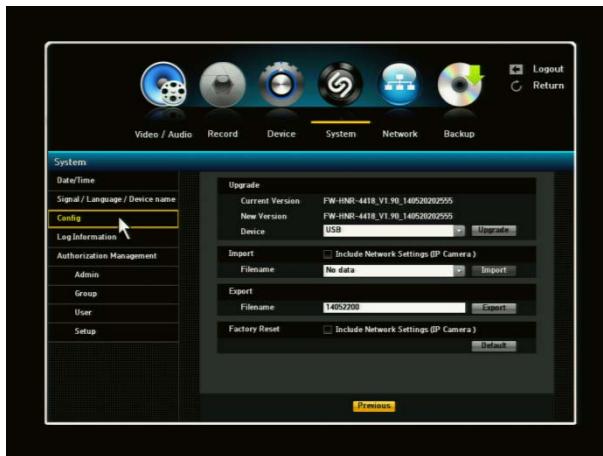 Logout
Return
Video / Audio Record Device System Network Backup
System
Date/Time
Signal / Language / Device name
Config
Log Information
Authorization Management
Admin
Group
User
Setup
Upgrade
Current Version FW-HNR-4418_V1.90_140520202555
New Version FW-HNR-4418_V1.90_140520202555
Device USB Upgrade
Import Include Network Settings (IP Camera )
Filename No data Import
Export
Filename 14052200 Export
Factory Reset Include Network Settings (IP Camera )
Default
Previous